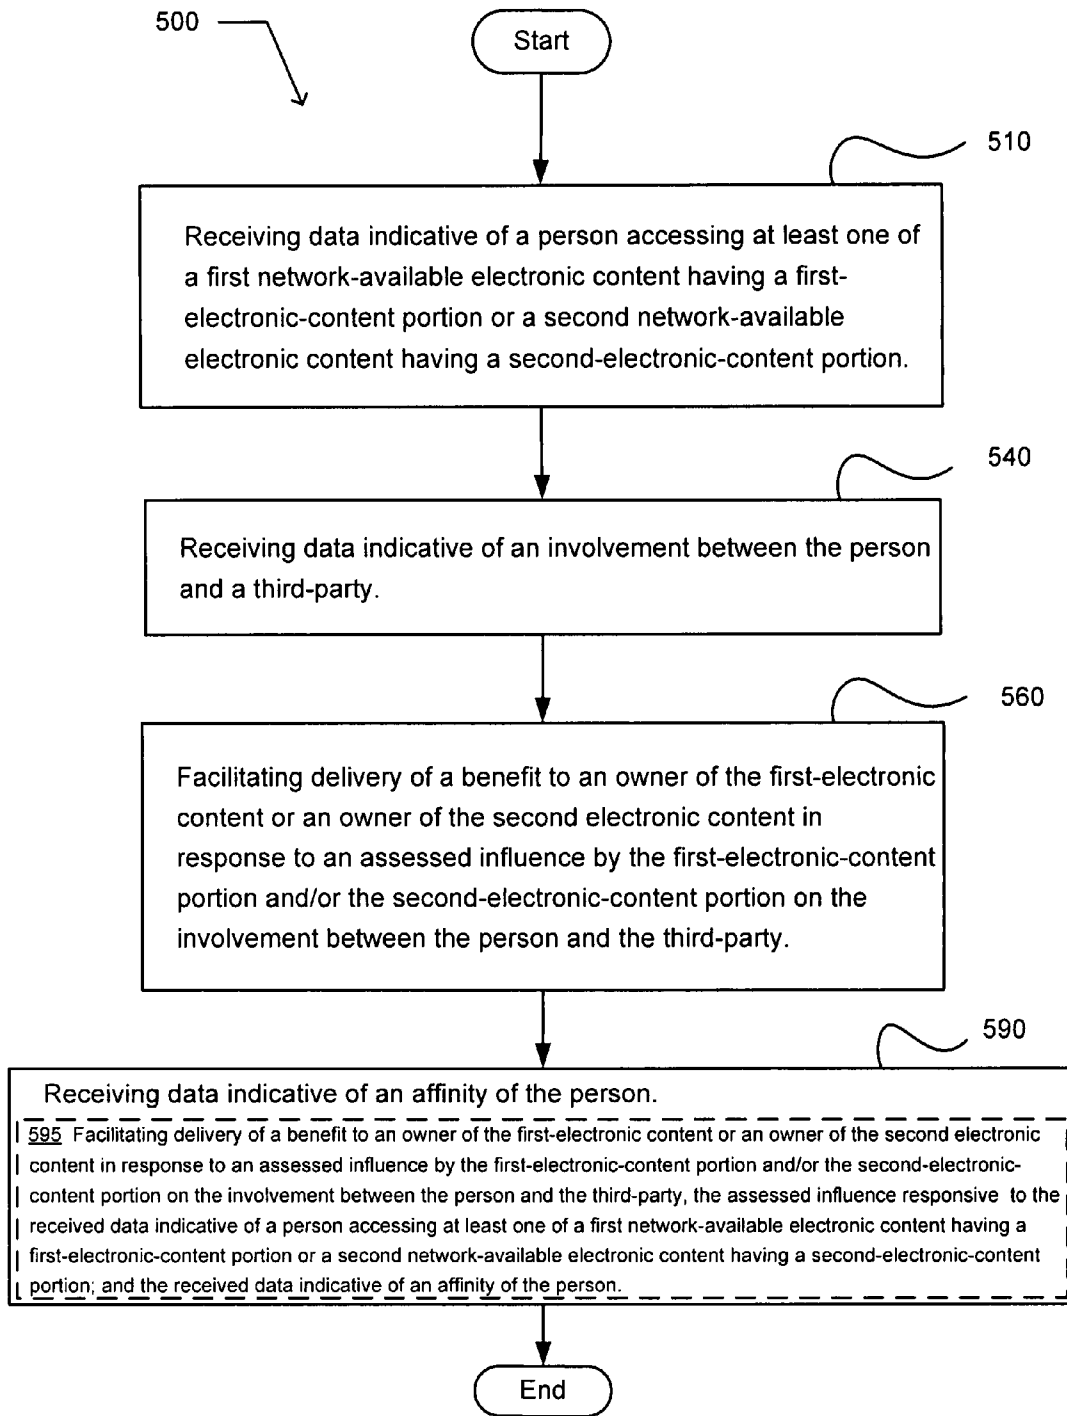 500
Start
510
Receiving data indicative of a person accessing at least one of
a first network-available electronic content having a first-
electronic-content portion or a second network-available
electronic content having a second-electronic-content portion.
540
Receiving data indicative of an involvement between the person
and a third-party.
560
Facilitating delivery of a benefit to an owner of the first-electronic
content or an owner of the second electronic content in
response to an assessed influence by the first-electronic-content
portion and/or the second-electronic-content portion on the
involvement between the person and the third-party.
590
Receiving data indicative of an affinity of the person.
595 Facilitating delivery of a benefit to an owner of the first-electronic content or an owner of the second electronic
content in response to an assessed influence by the first-electronic-content portion and/or the second-electronic-
content portion on the involvement between the person and the third-party, the assessed influence responsive to the
received data indicative of a person accessing at least one of a first network-available electronic content having a
first-electronic-content portion or a second network-available electronic content having a second-electronic-content
portion; and the received data indicative of an affinity of the person.
End